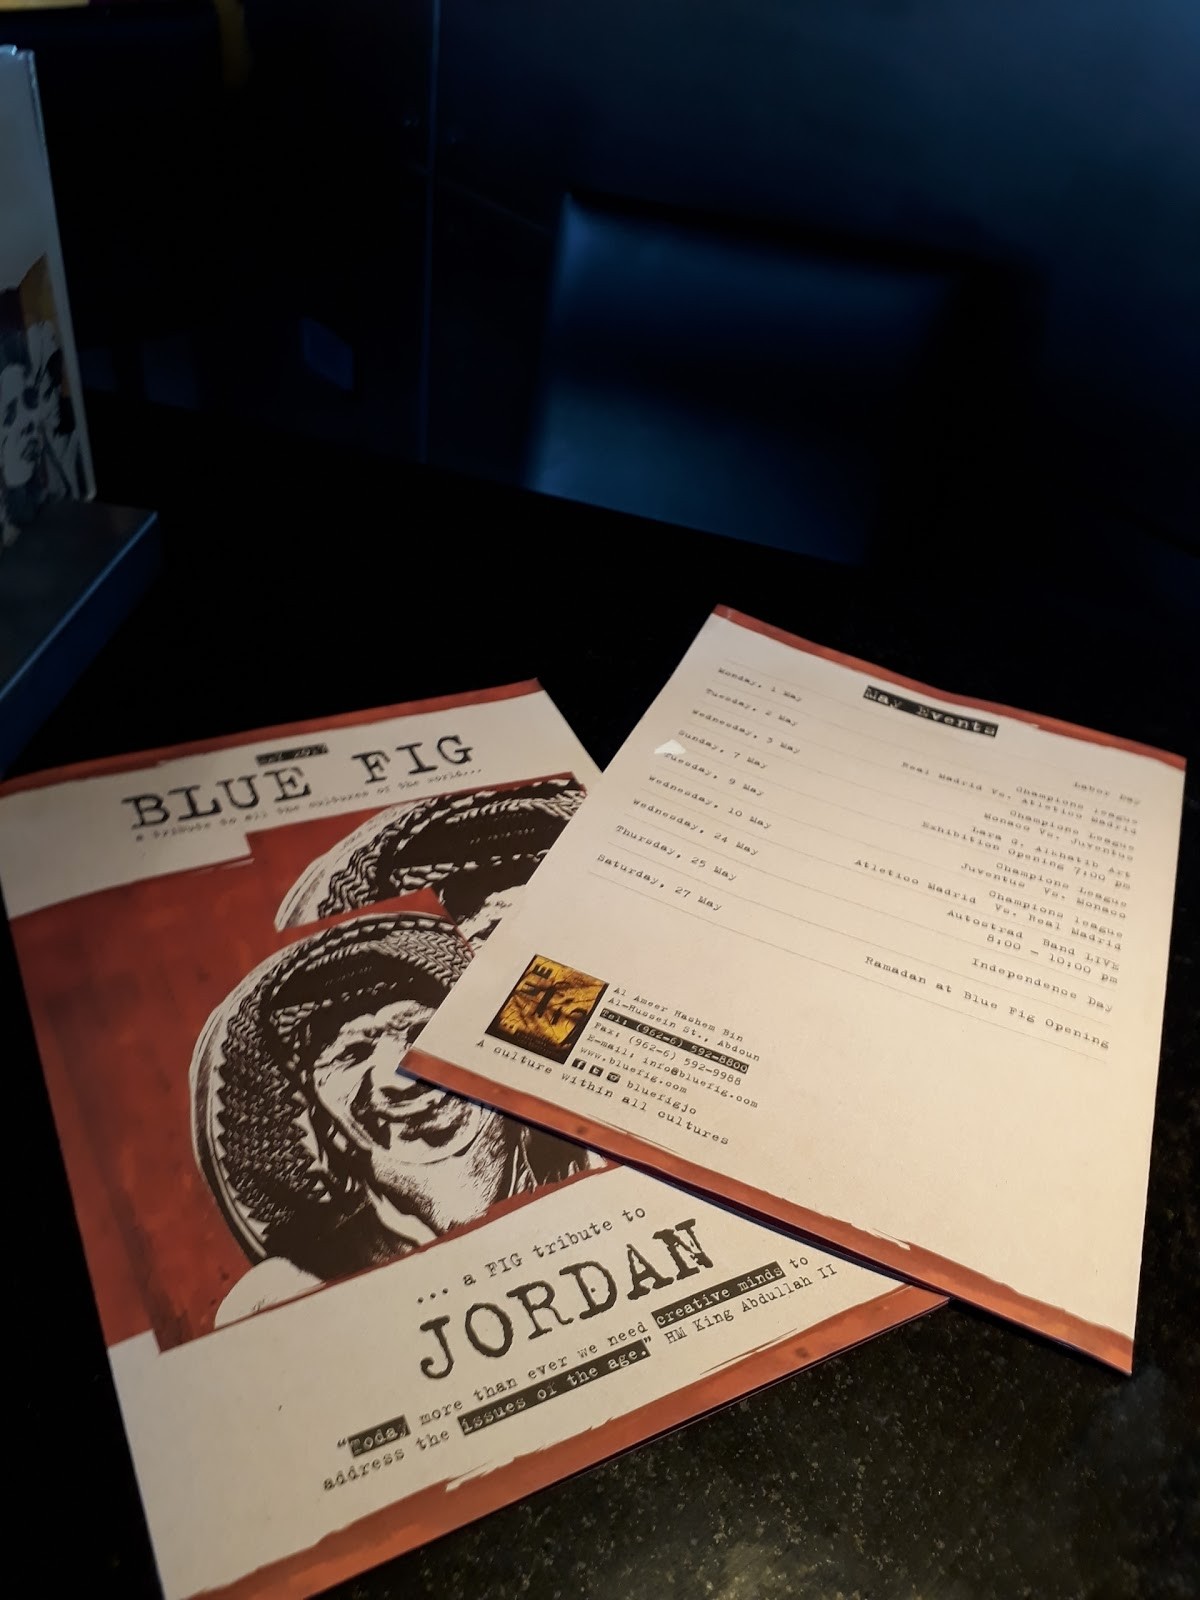 May 2017
BLUE FIG
a tribute to all the cultures of the world...
... a FIG tribute to
JORDAN
"Today more than ever we need creative minds to
address the issues of the age." HM King Abdullah II
May Events
Monday, 1 May
Labor Day
Tuesday, 2 May
Champions League
Real Madrid Vs. Atletico Madrid
Wednesday, 3 May
Champions League
Monaco Vs. Juventus
Sunday, 7 May
Lara G. Alkhatib Art
Exhibition Opening 7:00 pm
Tuesday, 9 May
Champions League
Juventus Vs. Monaco
Wednesday, 10 May
Champions league
Atletico Madrid Vs. Real Madrid
Wednesday, 24 May
Autostrad Band LIVE
8:00 – 10:00 pm
Thursday, 25 May
Independence Day
Saturday, 27 May
Ramadan at Blue Fig Opening
BLUE
FIG
Al Ameer Hashem Bin
Al-Hussein St., Abdoun
Tel: (962-6) 592-8800
Fax: (962-6) 592-9988
E-mail: info@bluefig.com
www.bluefig.com
bluefigjo
A culture within all cultures